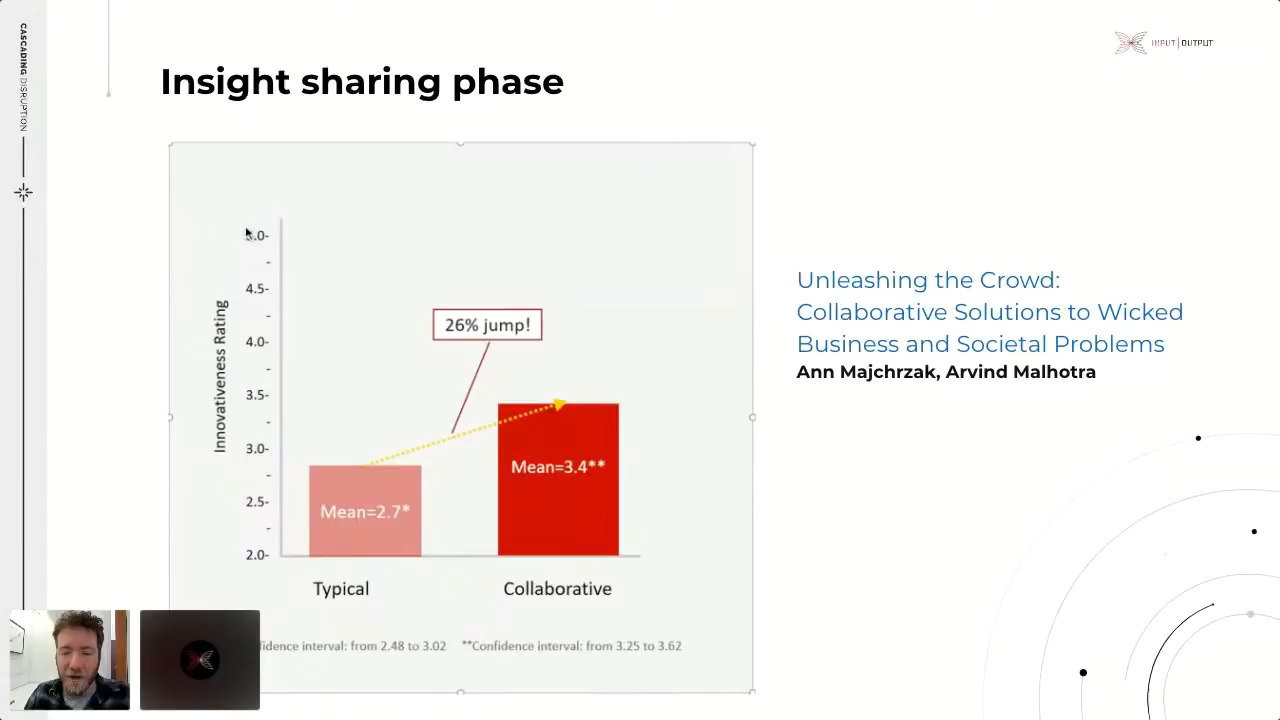 CASCADING DISRUPTION
INPUT | OUTPUT
Insight sharing phase
Innovativeness Rating
5.0-
-
4.5-
-
4.0-
-
3.5-
-
3.0-
-
2.5-
-
2.0-
26% jump!
Mean=2.7*
Mean=3.4**
Typical
Collaborative
interval: from 2.48 to 3.02 **Confidence interval: from 3.25 to 3.62
Unleashing the Crowd:
Collaborative Solutions to Wicked
Business and Societal Problems
Ann Majchrzak, Arvind Malhotra